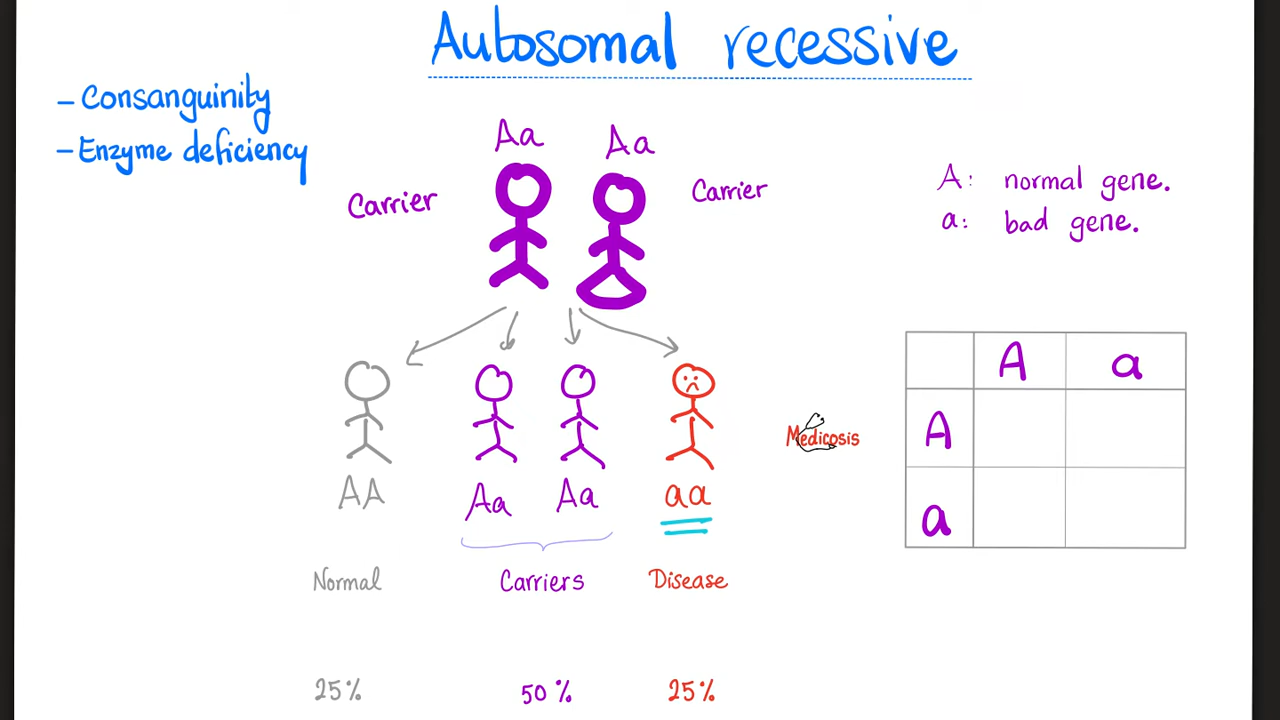 Autosomal recessive
- Consanguinity
- Enzyme deficiency
Aa Aa
Carrier Carrier
A: normal gene.
a: bad gene.
A a
A
a
Medicosis
AA Aa Aa aa
Normal Carriers Disease
25% 50% 25%